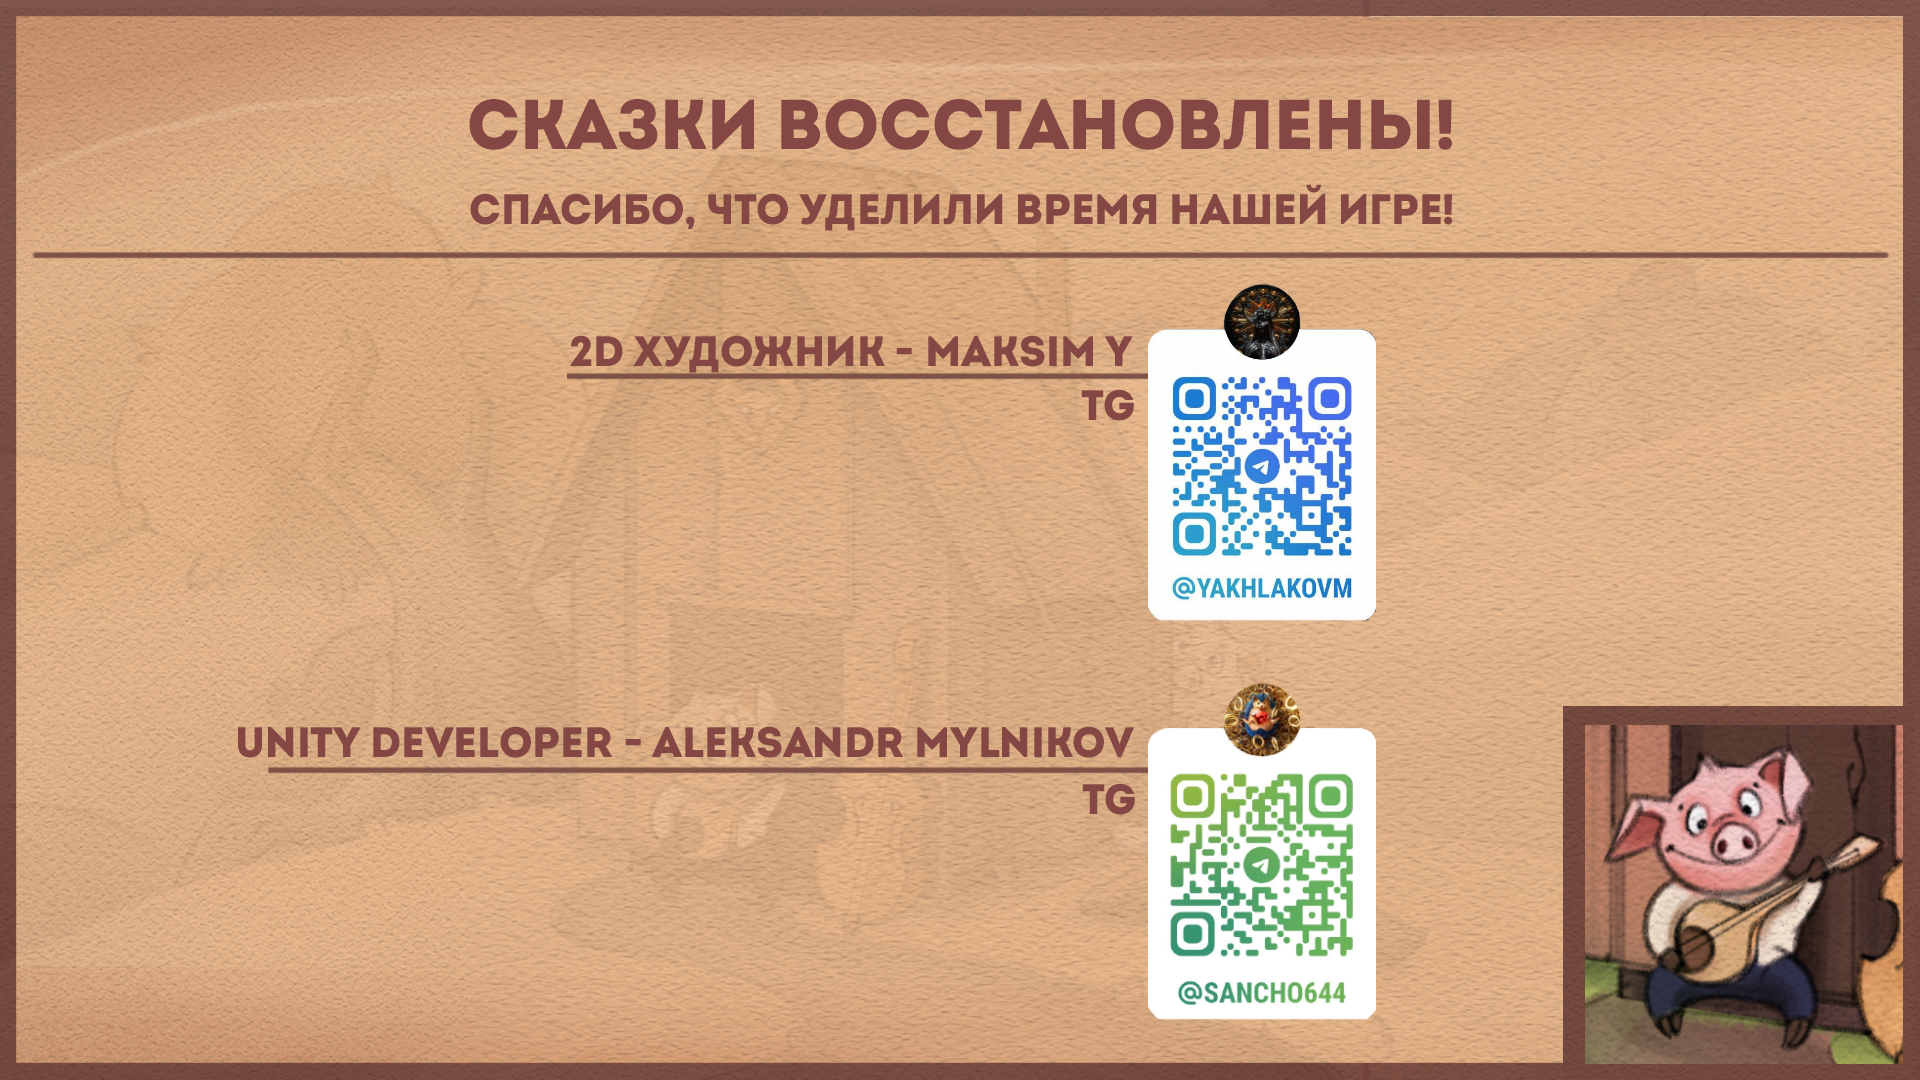 СКАЗКИ ВОССТАНОВЛЕНЫ!
СПАСИБО, ЧТО УДЕЛИЛИ ВРЕМЯ НАШЕЙ ИГРЕ!
2D ХУДОЖНИК - MAKSIM Y
TG
@YAKHLAKOVM
UNITY DEVELOPER - ALEKSANDR MYLNIKOV
TG
@SANCHO644